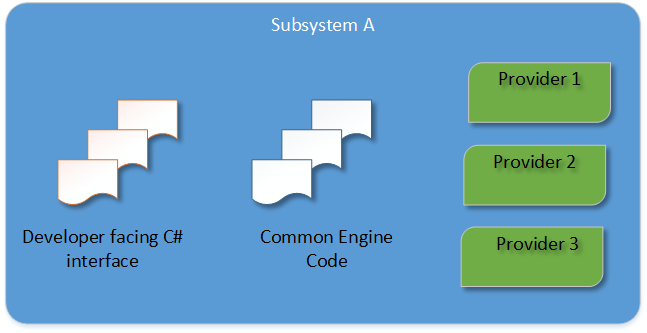 Subsystem A
Developer facing C#
interface
Common Engine
Code
Provider 1
Provider 2
Provider 3